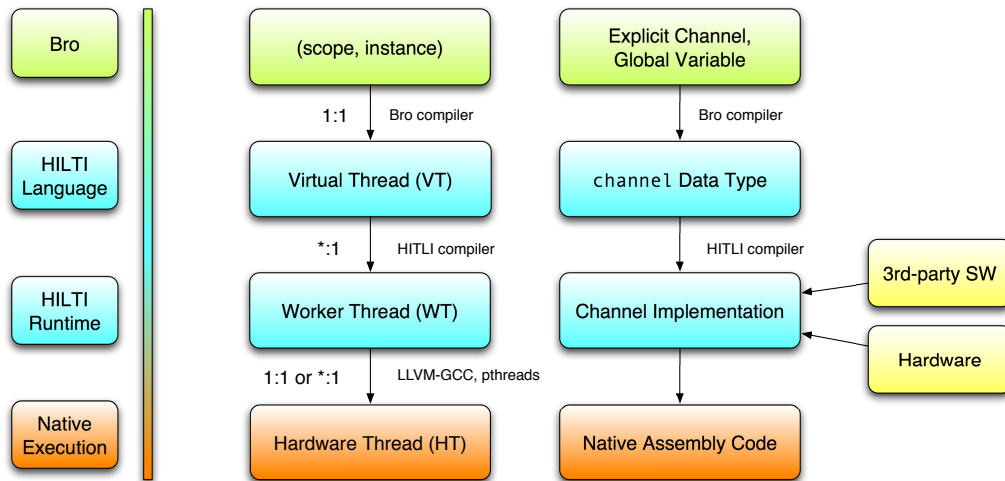 Bro
(scope, instance)
Explicit Channel,
Global Variable
1:1
Bro compiler
Bro compiler
HILTI
Language
Virtual Thread (VT)
channel Data Type
*:1
HITLI compiler
HITLI compiler
3rd-party SW
HILTI
Runtime
Worker Thread (WT)
Channel Implementation
Hardware
1:1 or *:1
LLVM-GCC, pthreads
Native
Execution
Hardware Thread (HT)
Native Assembly Code